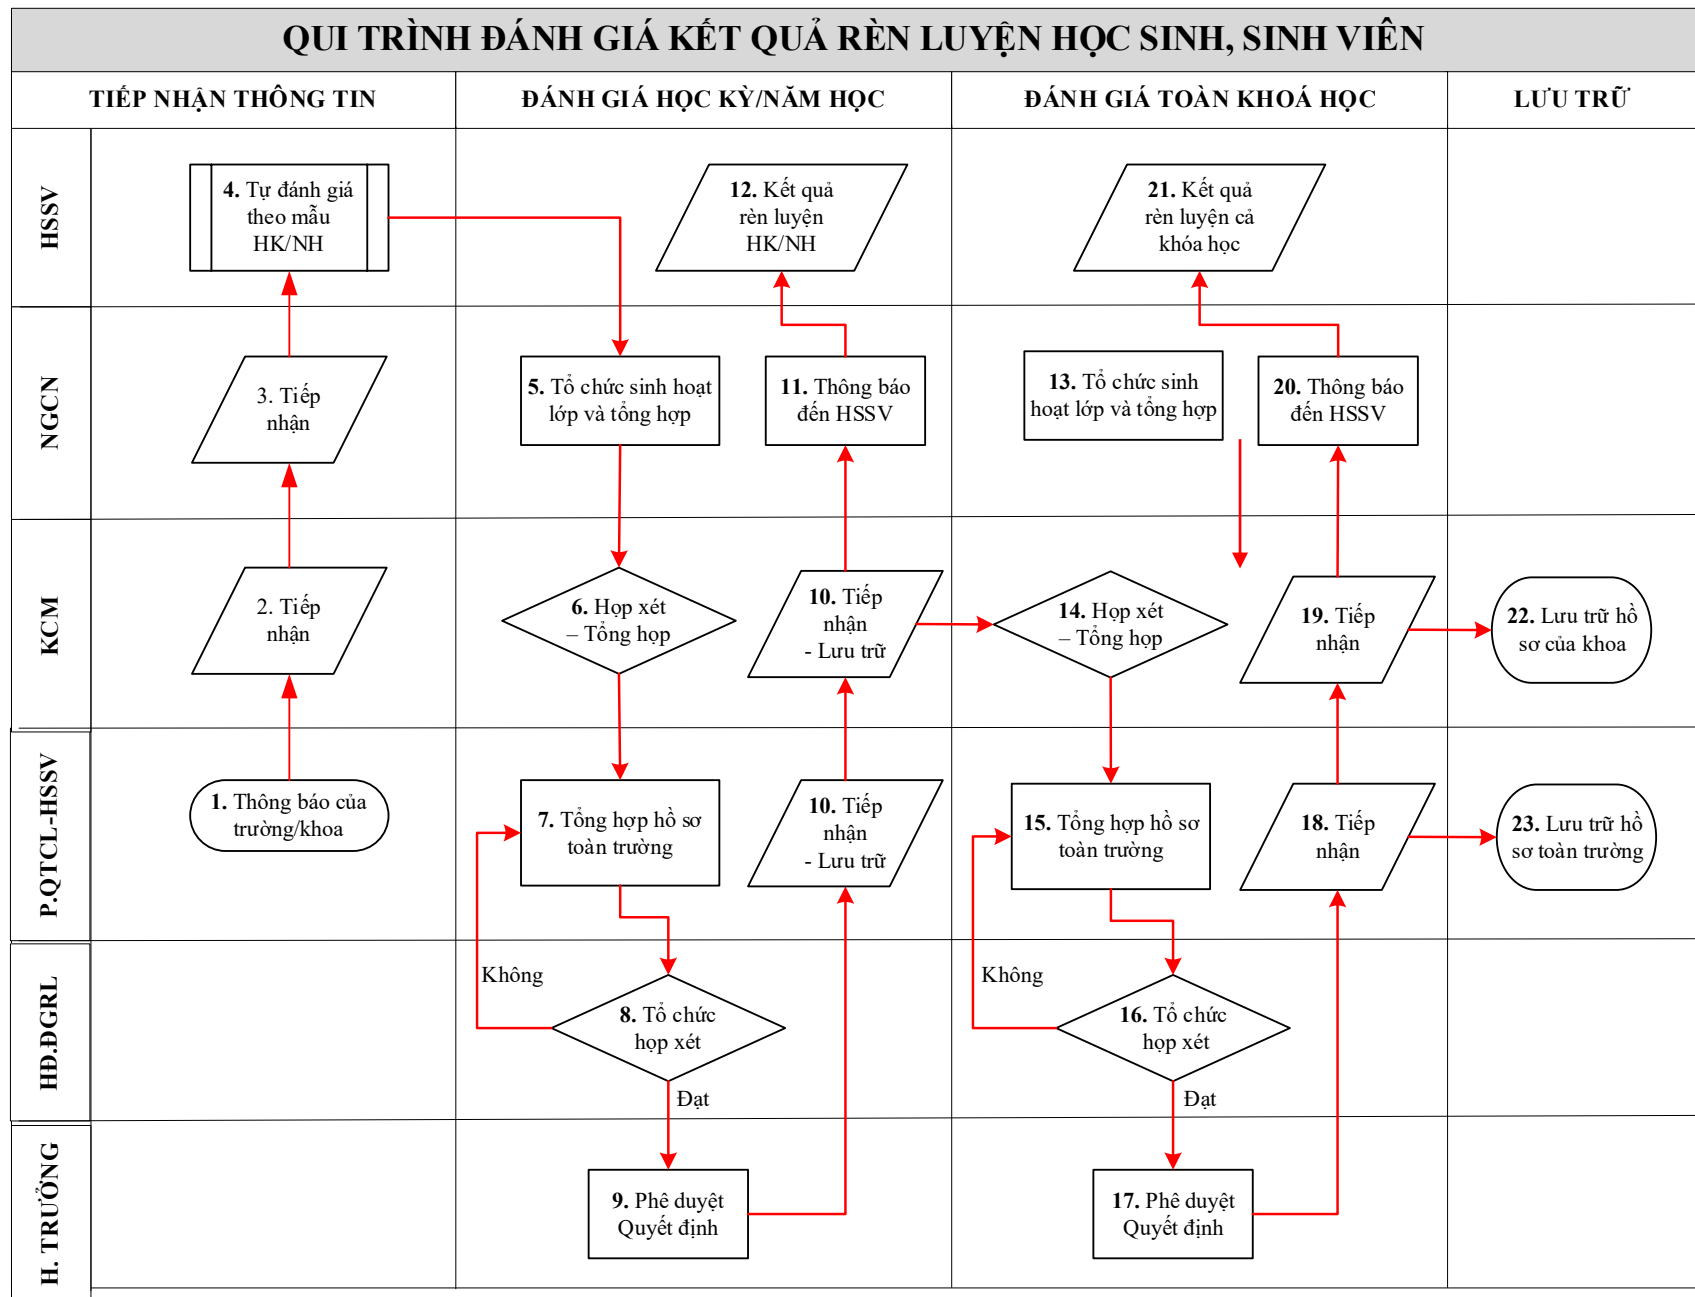 QUI TRÌNH ĐÁNH GIÁ KẾT QUẢ RÈN LUYỆN HỌC SINH, SINH VIÊN
TIẾP NHẬN THÔNG TIN
ĐÁNH GIÁ HỌC KỲ/NĂM HỌC
ĐÁNH GIÁ TOÀN KHOÁ HỌC
LƯU TRỮ
HSSV
4. Tự đánh giá
theo mẫu
HK/NH
12. Kết quả
rèn luyện
HK/NH
21. Kết quả
rèn luyện cả
khóa học
NGCN
3. Tiếp
nhận
5. Tổ chức sinh hoạt
lớp và tổng hợp
11. Thông báo
đến HSSV
13. Tổ chức sinh
hoạt lớp và tổng hợp
20. Thông báo
đến HSSV
KCM
2. Tiếp
nhận
6. Họp xét
– Tổng họp
10. Tiếp
nhận
- Lưu trữ
14. Họp xét
– Tổng họp
19. Tiếp
nhận
22. Lưu trữ hồ
sơ của khoa
P.QTCL-HSSV
1. Thông báo của
trường/khoa
7. Tổng hợp hồ sơ
toàn trường
10. Tiếp
nhận
- Lưu trữ
15. Tổng hợp hồ sơ
toàn trường
18. Tiếp
nhận
23. Lưu trữ hồ
sơ toàn trường
HĐ.ĐGRL
Không
8. Tổ chức
họp xét
Đạt
Không
16. Tổ chức
họp xét
Đạt
H. TRƯỞNG
9. Phê duyệt
Quyết định
17. Phê duyệt
Quyết định